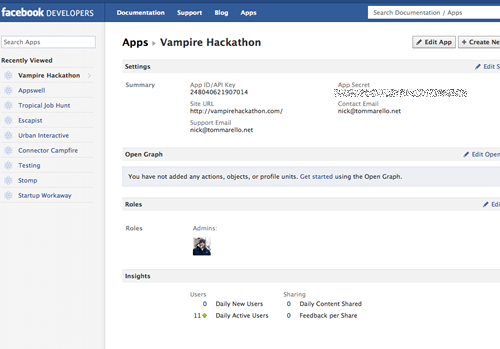 facebook DEVELOPERS
Documentation Support Blog Apps
Search Documentation / Apps
Search Apps
Recently Viewed
Vampire Hackathon
Appswell
Tropical Job Hunt
Escapist
Urban Interactive
Connector Campfire
Testing
Stomp
Startup Workaway
Apps ▸ Vampire Hackathon
Edit App
+ Create Ne
Settings
Edit S
Summary
App ID/API Key
248040621907014
App Secret
Site URL
http://vampirehackathon.com/
Contact Email
nick@tommarello.net
Support Email
nick@tommarello.net
Open Graph
Edit Open
You have not added any actions, objects, or profile units. Get started using the Open Graph.
Roles
Edi
Roles
Admins:
Insights
Users
0 Daily New Users
11 Daily Active Users
Sharing
0 Daily Content Shared
0 Feedback per Share